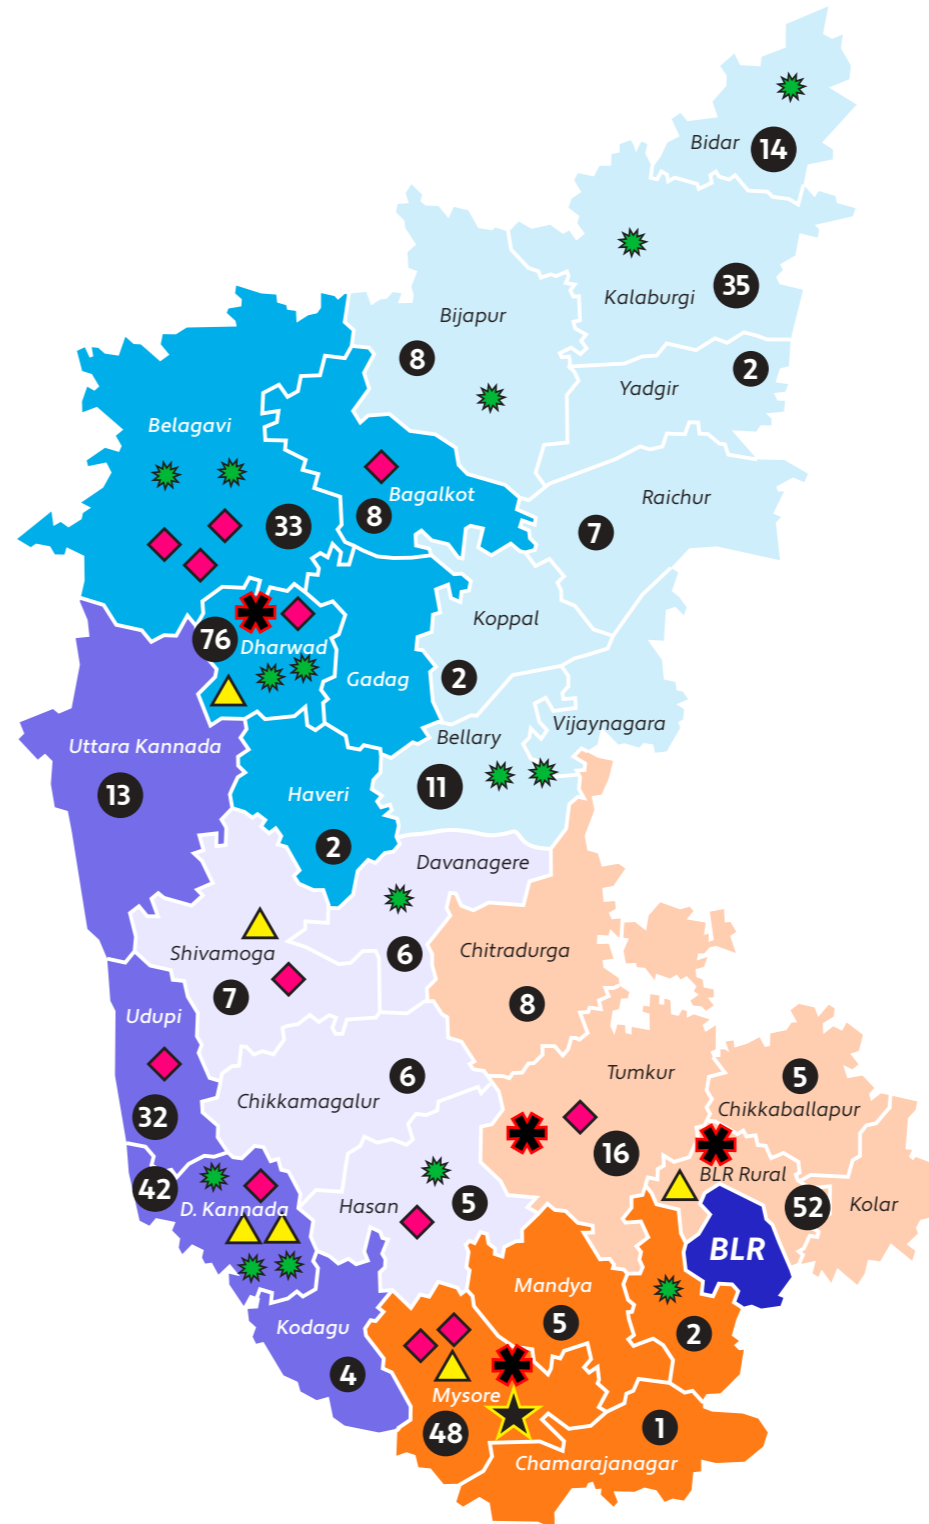 Bidar
14
Kalaburgi
35
Bijapur
8
Yadgir
2
Belagavi
33
Bagalkot
8
Raichur
7
Koppal
2
76
Dharwad
Gadag
Vijaynagara
Bellary
11
Uttara Kannada
13
Haveri
2
Davanagere
6
Shivamoga
7
Chitradurga
8
Udupi
32
Chikkamagalur
6
Tumkur
16
5
Chikkaballapur
BLR Rural
52
Kolar
42
D. Kannada
Hasan
5
BLR
Mandya
5
2
Kodagu
4
Mysore
48
1
Chamarajanagar